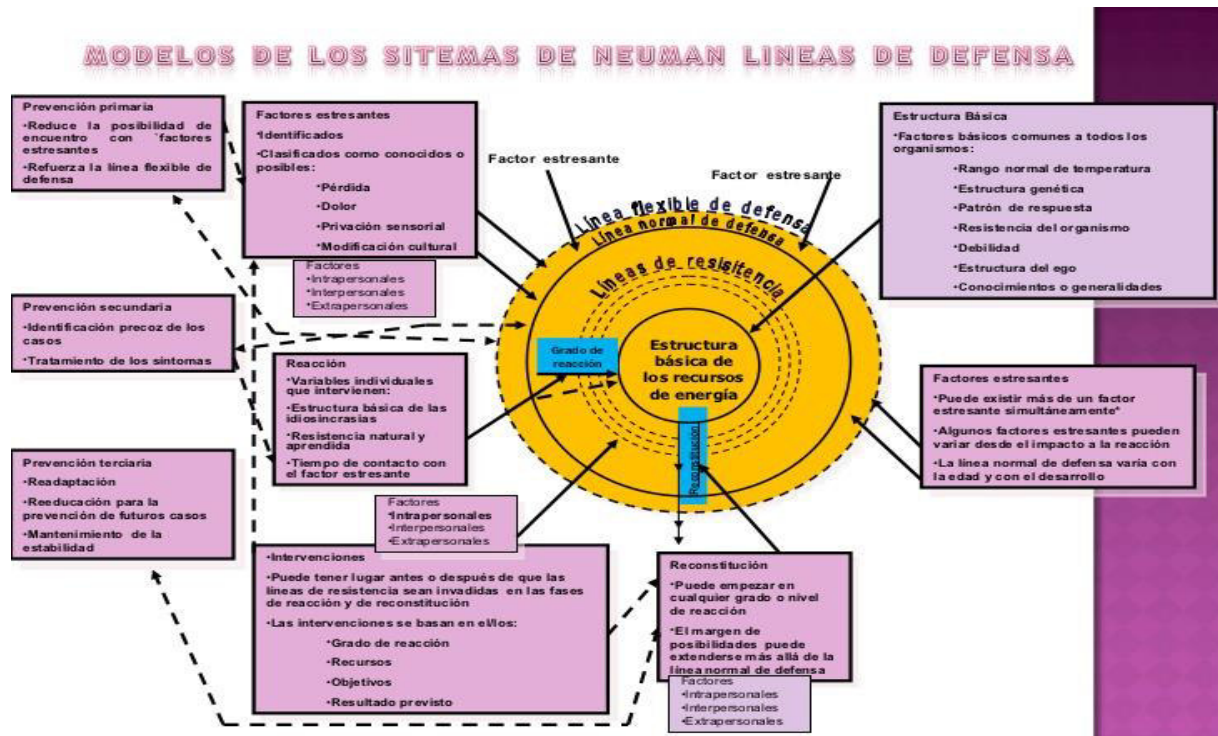 MODELOS DE LOS SITEMAS DE NEUMAN LINEAS DE DEFENSA
Prevención primaria
•Reduce la posibilidad de
encuentro con `factores
estresantes
•Refuerza la línea flexible de
defensa
Factores estresantes
•Identificados
•Clasificados como conocidos o
posibles:
•Pérdida
•Dolor
•Privación sensorial
•Modificación cultural
Factores
•Intrapersonales
•Interpersonales
•Extrapersonales
Factor estresante
Factor estresante
Estructura Básica
•Factores básicos comunes a todos los
organismos:
•Rango normal de temperatura
•Estructura genética
•Patrón de respuesta
•Resistencia del organismo
•Debilidad
•Estructura del ego
•Conocimientos o generalidades
Línea flexible de defensa
Línea normal de defensa
Líneas de resisitencia
Estructura
básica de
los recursos
de energía
Grado de
reacción
Reconstitución
Prevención secundaria
•Identificación precoz de los
casos
•Tratamiento de los síntomas
Reacción
•Variables individuales
que intervienen:
•Estructura básica de las
idiosincrasias
•Resistencia natural y
aprendida
•Tiempo de contacto con
el factor estresante
Factores estresantes
•Puede existir más de un factor
estresante simultáneamente*
•Algunos factores estresantes pueden
variar desde el impacto a la reacción
•La línea normal de defensa varía con
la edad y con el desarrollo
Prevención terciaria
•Readaptación
•Reeducación para la
prevención de futuros casos
•Mantenimiento de la
estabilidad
Factores
•Intrapersonales
•Interpersonales
•Extrapersonales
•Intervenciones
•Puede tener lugar antes o después de que las
líneas de resistencia sean invadidas en las fases
de reacción y de reconstitución
•Las intervenciones se basan en el/los:
•Grado de reacción
•Recursos
•Objetivos
•Resultado previsto
Reconstitución
•Puede empezar en
cualquier grado o nivel
de reacción
•El margen de
posibilidades puede
extenderse más allá de la
línea normal de defensa
Factores
•Intrapersonales
•Interpersonales
•Extrapersonales